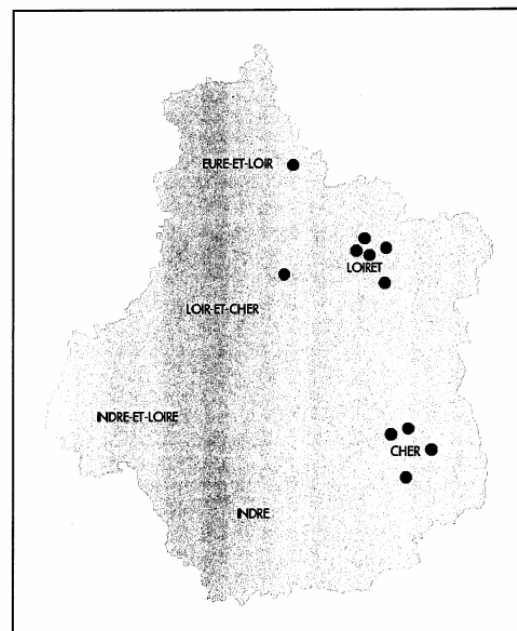 EURE-ET-LOIR
LOIRET
LOIR-ET-CHER
INDRE-ET-LOIRE
CHER
INDRE